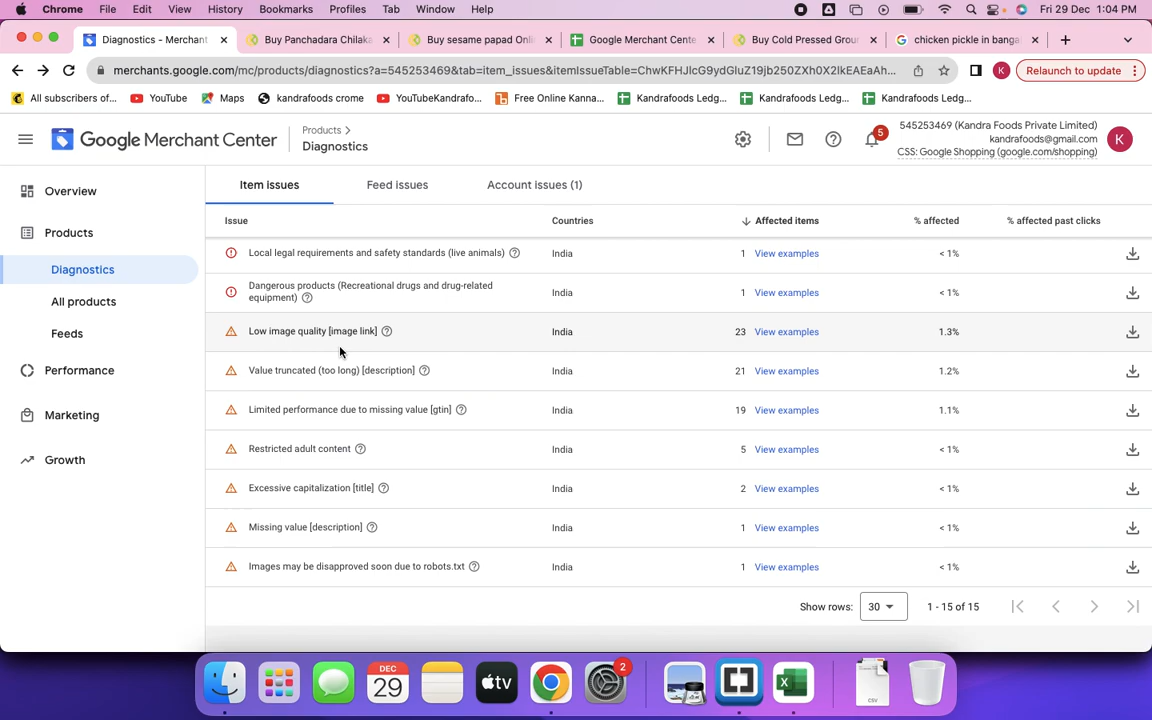 Chrome File Edit View History Bookmarks Profiles Tab Window Help Fri 29 Dec 1:04 PM
Diagnostics – Merchant Buy Panchadara Chilaka Buy sesame papad Onli Google Merchant Cente Buy Cold Pressed Grour chicken pickle in banga
merchants.google.com/mc/products/diagnostics?a=545253469&tab=item_issues&itemIssueTable=ChwKFHJlcG9ydGluZ19jb250ZXh0X2lkEAEaAh... Relaunch to update
All subscribers of... YouTube Maps kandrafoods crome YouTubeKandrafo... Free Online Kanna... Kandrafoods Ledg... Kandrafoods Ledg... Kandrafoods Ledg...
Google Merchant Center
Products
Diagnostics
5
545253469 (Kandra Foods Private Limited)
kandrafoods@gmail.com
CSS: Google Shopping (google.com/shopping)
K
Overview
Products
Diagnostics
All products
Feeds
Performance
Marketing
Growth
Item issues Feed issues Account issues (1)
Issue Countries Affected items % affected % affected past clicks
Local legal requirements and safety standards (live animals) India 1 View examples < 1%
Dangerous products (Recreational drugs and drug-related
equipment) India 1 View examples < 1%
Low image quality [image link] India 23 View examples 1.3%
Value truncated (too long) [description] India 21 View examples 1.2%
Limited performance due to missing value [gtin] India 19 View examples 1.1%
Restricted adult content India 5 View examples < 1%
Excessive capitalization [title] India 2 View examples < 1%
Missing value [description] India 1 View examples < 1%
Images may be disapproved soon due to robots.txt India 1 View examples < 1%
Show rows: 30 1 - 15 of 15
DEC
29
tv
2
CSV